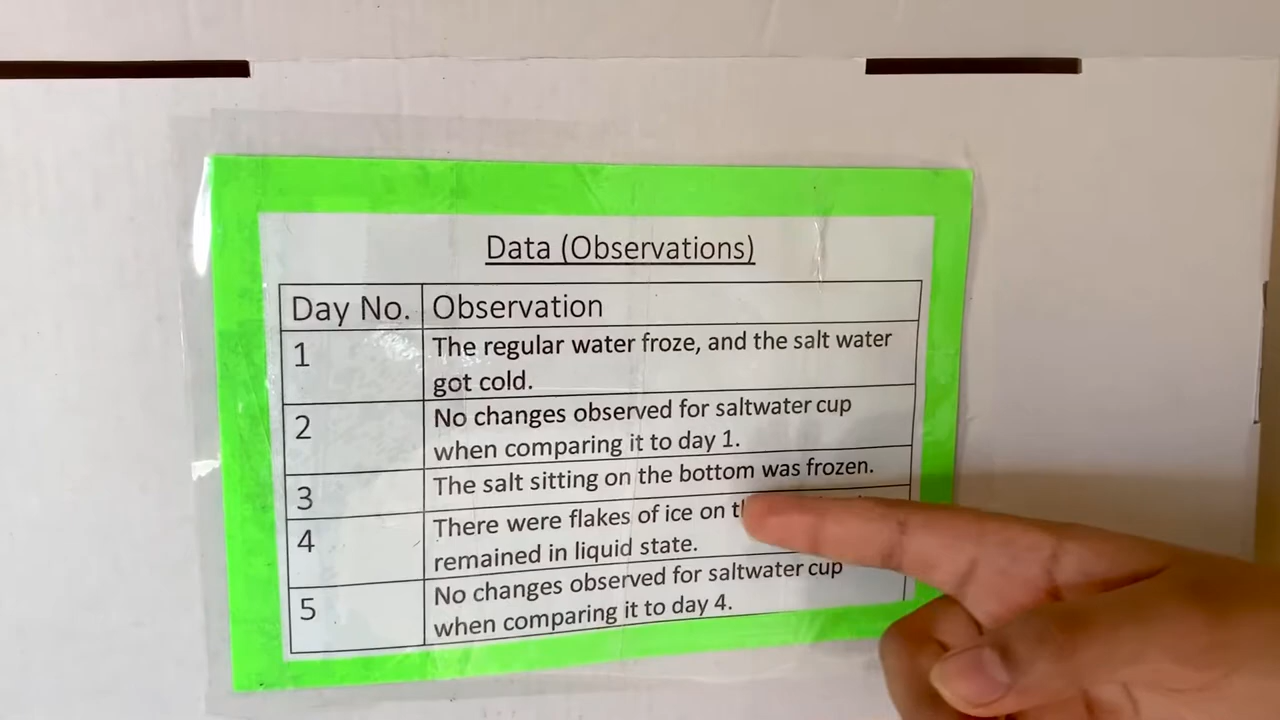 Data (Observations)
Day No. Observation
1 The regular water froze, and the salt water
got cold.
2 No changes observed for saltwater cup
when comparing it to day 1.
3 The salt sitting on the bottom was frozen.
4 There were flakes of ice on
remained in liquid state.
5 No changes observed for saltwater cup
when comparing it to day 4.